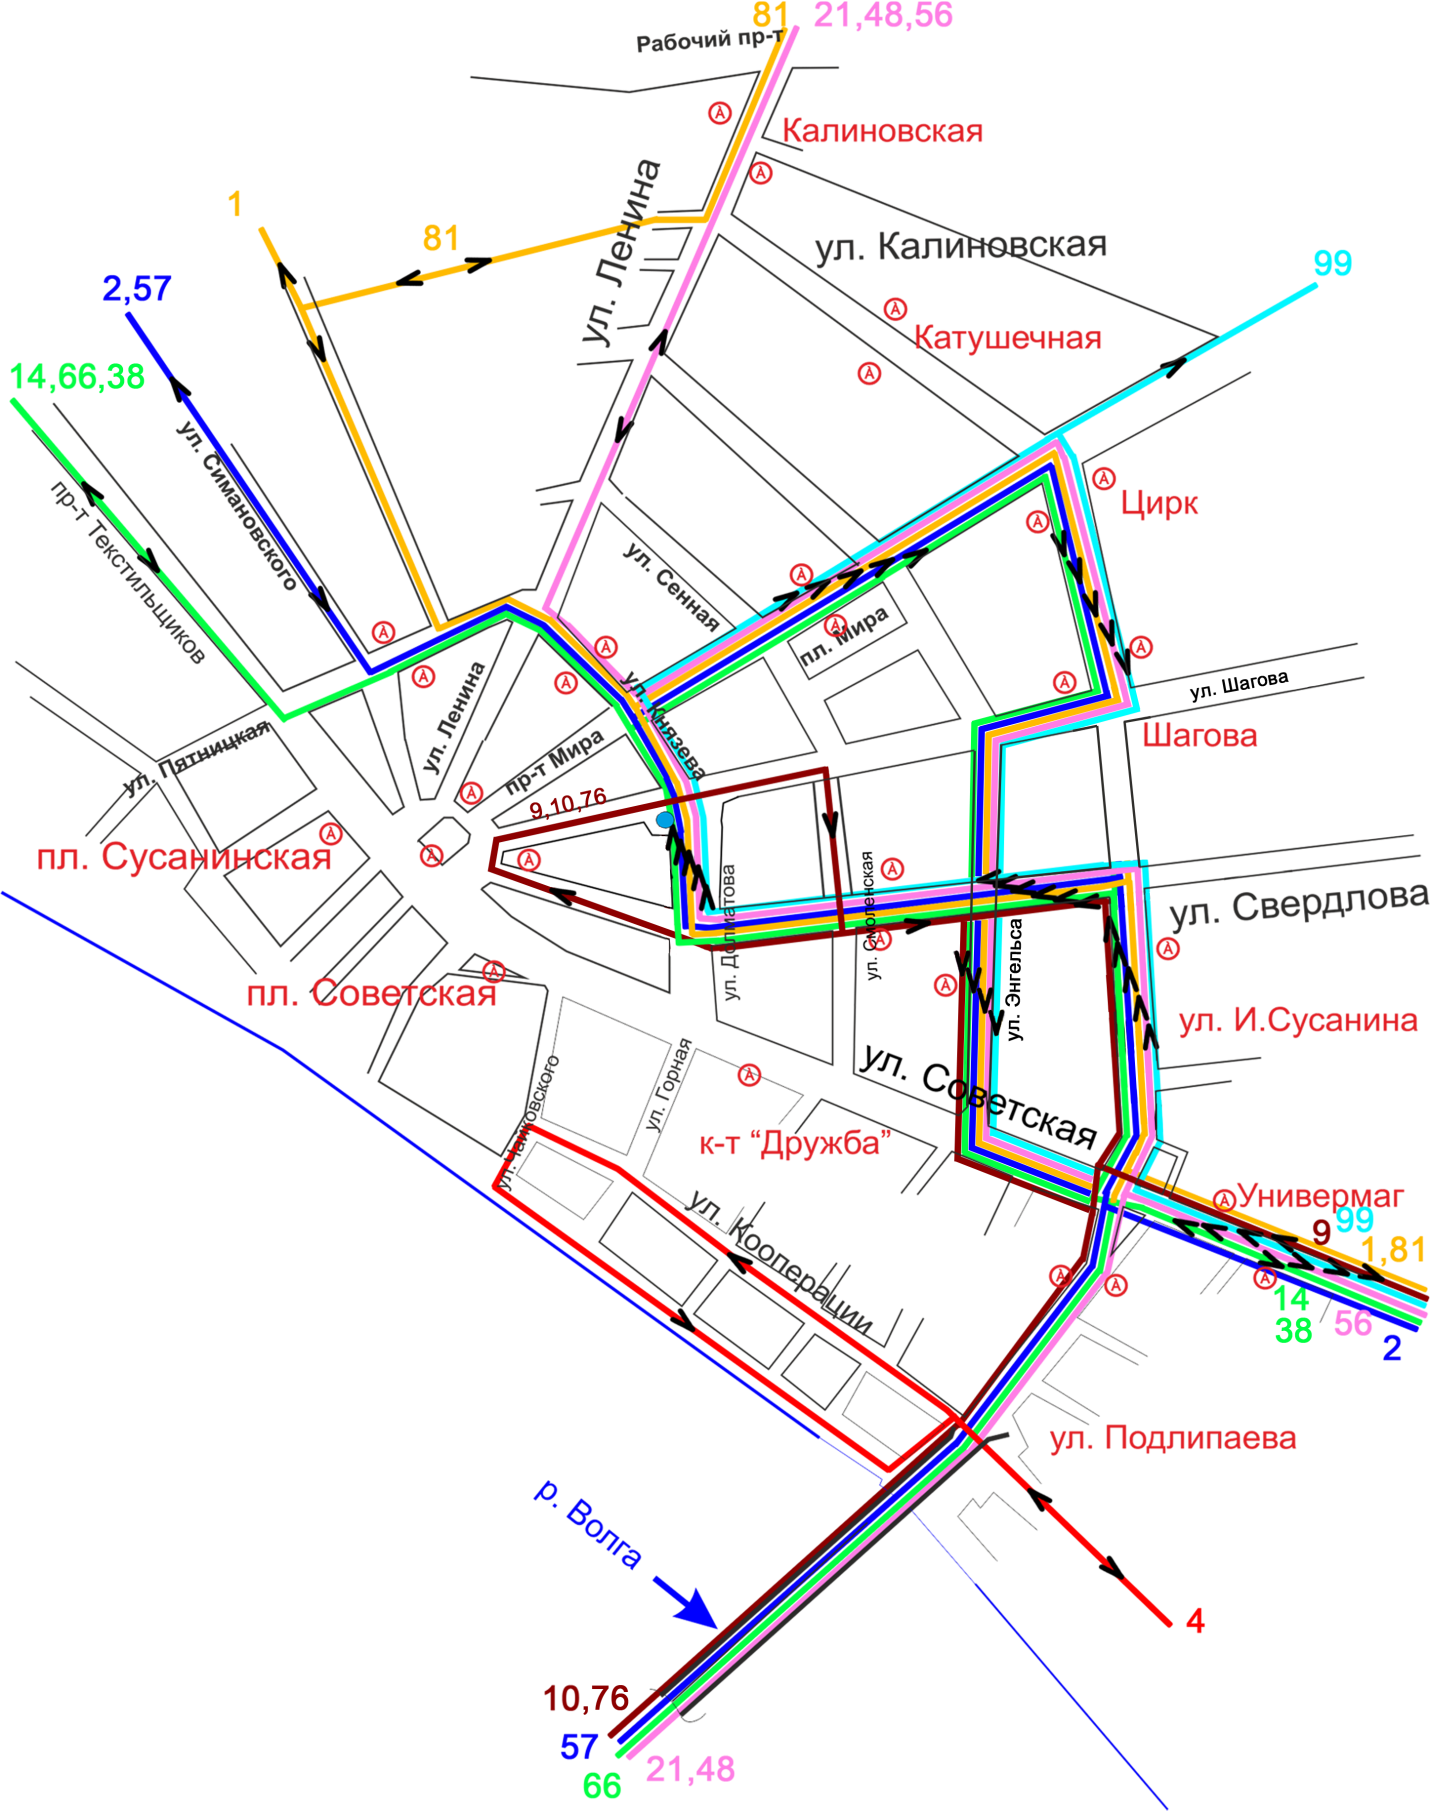 81
21,48,56
Рабочий пр-т
Калиновская
ул. Ленина
1
81
ул. Калиновская
99
2,57
Катушечная
14,66,38
ул. Симановского
пр-т Текстильщиков
Цирк
ул. Сенная
пл. Мира
ул. Шагова
Шагова
ул. Князева
ул. Ленина
ул. Пятницкая
пр-т Мира
9,10,76
пл. Сусанинская
ул. Долматова
ул. Смоленская
ул. Свердлова
ул. Энгельса
пл. Советская
ул. И.Сусанина
ул. Советская
ул. Чайковского
ул. Горная
к-т “Дружба”
ул. Кооперации
Универмаг
9
99
1,81
14
38
56
2
ул. Подлипаева
р. Волга
4
10,76
57
21,48
66